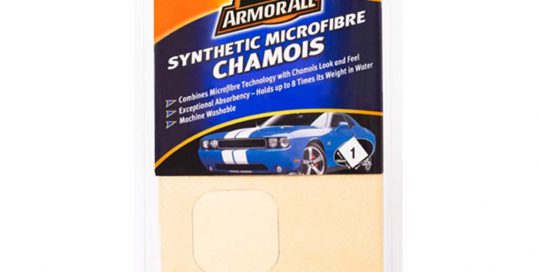 ARMORALL
SYNTHETIC MICROFIBRE
CHAMOIS
Combines Microfibre Technology with Chamois Look and Feel
Exceptional Absorbency – Holds up to 8 Times its Weight in Water
Machine Washable
1